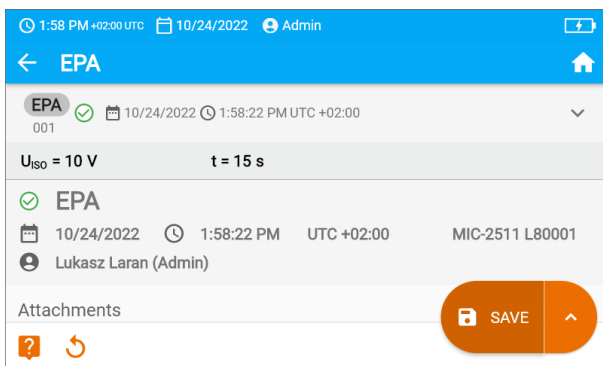 1:58 PM +02:00 UTC 10/24/2022 Admin
EPA
EPA 10/24/2022 1:58:22 PM UTC +02:00
001
UISO = 10 V t = 15 s
EPA
10/24/2022 1:58:22 PM UTC +02:00 MIC-2511 L80001
Lukasz Laran (Admin)
Attachments
SAVE
?